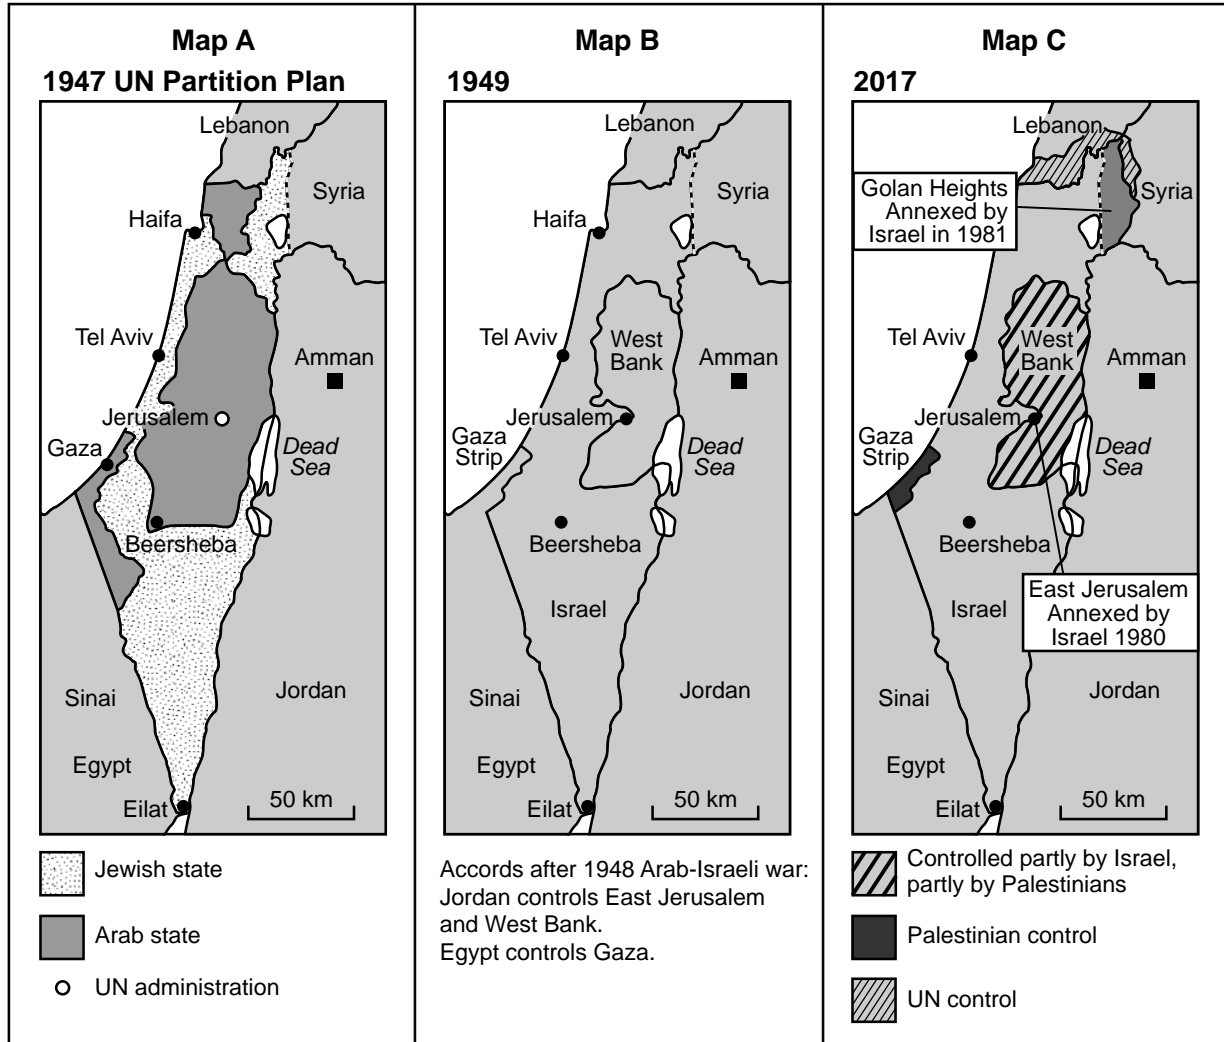 Map A
1947 UN Partition Plan
Lebanon
Syria
Haifa
Tel Aviv
Amman
Jerusalem
Gaza
Dead
Sea
Beersheba
Sinai
Jordan
Egypt
Eilat
50 km
Jewish state
Arab state
UN administration
Map B
1949
Lebanon
Syria
Haifa
Tel Aviv
West
Bank
Amman
Jerusalem
Gaza
Strip
Dead
Sea
Beersheba
Israel
Sinai
Jordan
Egypt
Eilat
50 km
Accords after 1948 Arab-Israeli war:
Jordan controls East Jerusalem
and West Bank.
Egypt controls Gaza.
Map C
2017
Lebanon
Golan Heights
Annexed by
Israel in 1981
Syria
Tel Aviv
West
Bank
Amman
Jerusalem
Gaza
Strip
Dead
Sea
Beersheba
East Jerusalem
Annexed by
Israel 1980
Israel
Sinai
Jordan
Egypt
Eilat
50 km
Controlled partly by Israel,
partly by Palestinians
Palestinian control
UN control